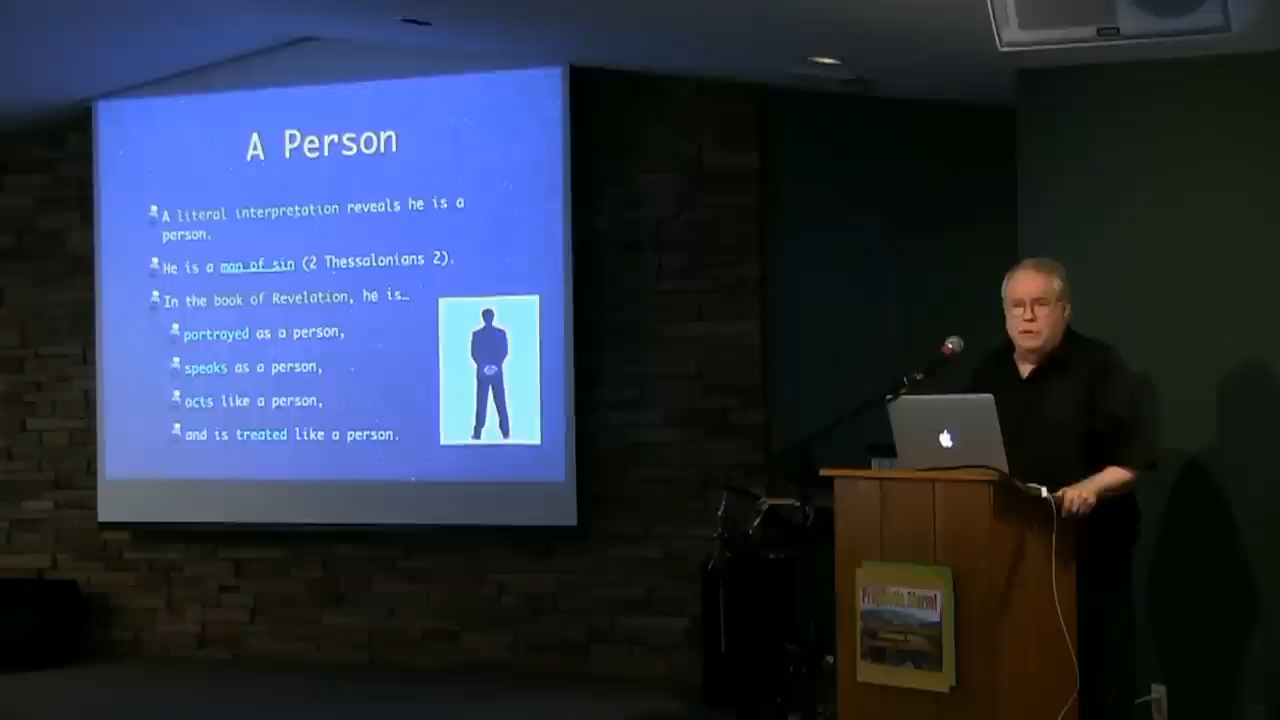 A Person
A literal interpretation reveals he is a
person.
He is a man of sin (2 Thessalonians 2).
In the book of Revelation, he is…
portrayed as a person,
speaks as a person,
acts like a person,
and is treated like a person.